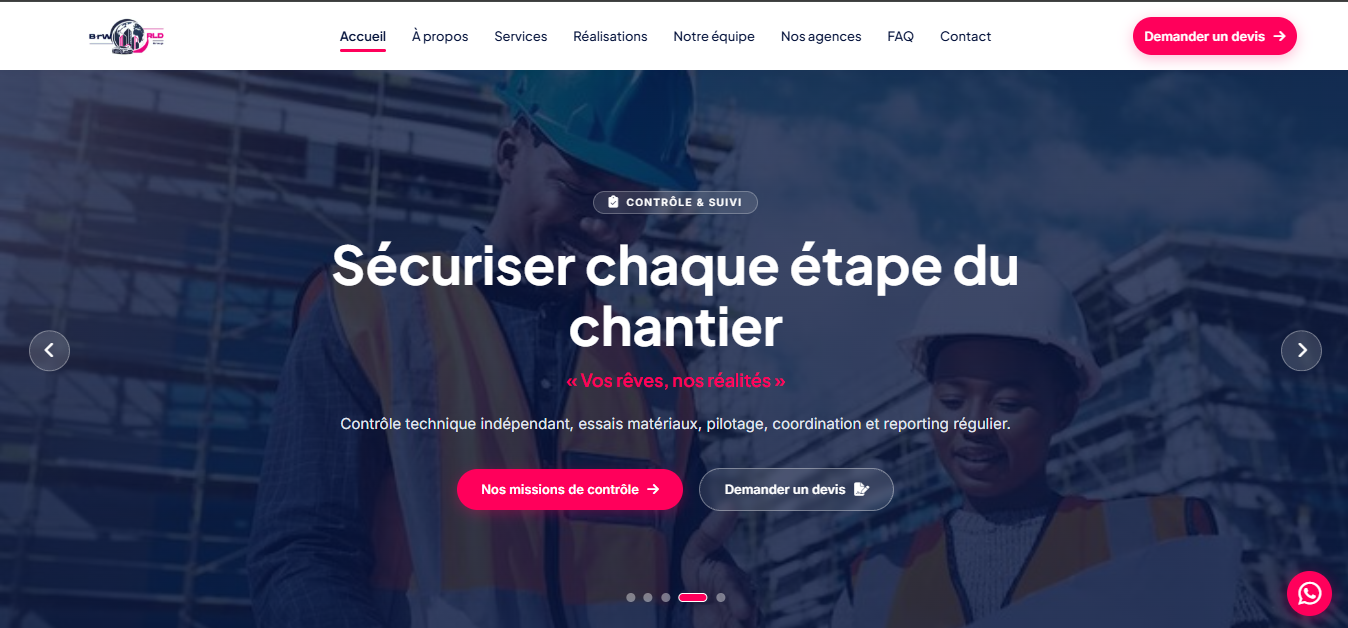 B-rW RLD
Accueil
À propos
Services
Réalisations
Notre équipe
Nos agences
FAQ
Contact
Demander un devis
CONTRÔLE & SUIVI
Sécuriser chaque étape du
chantier
« Vos rêves, nos réalités »
Contrôle technique indépendant, essais matériaux, pilotage, coordination et reporting régulier.
Nos missions de contrôle
Demander un devis